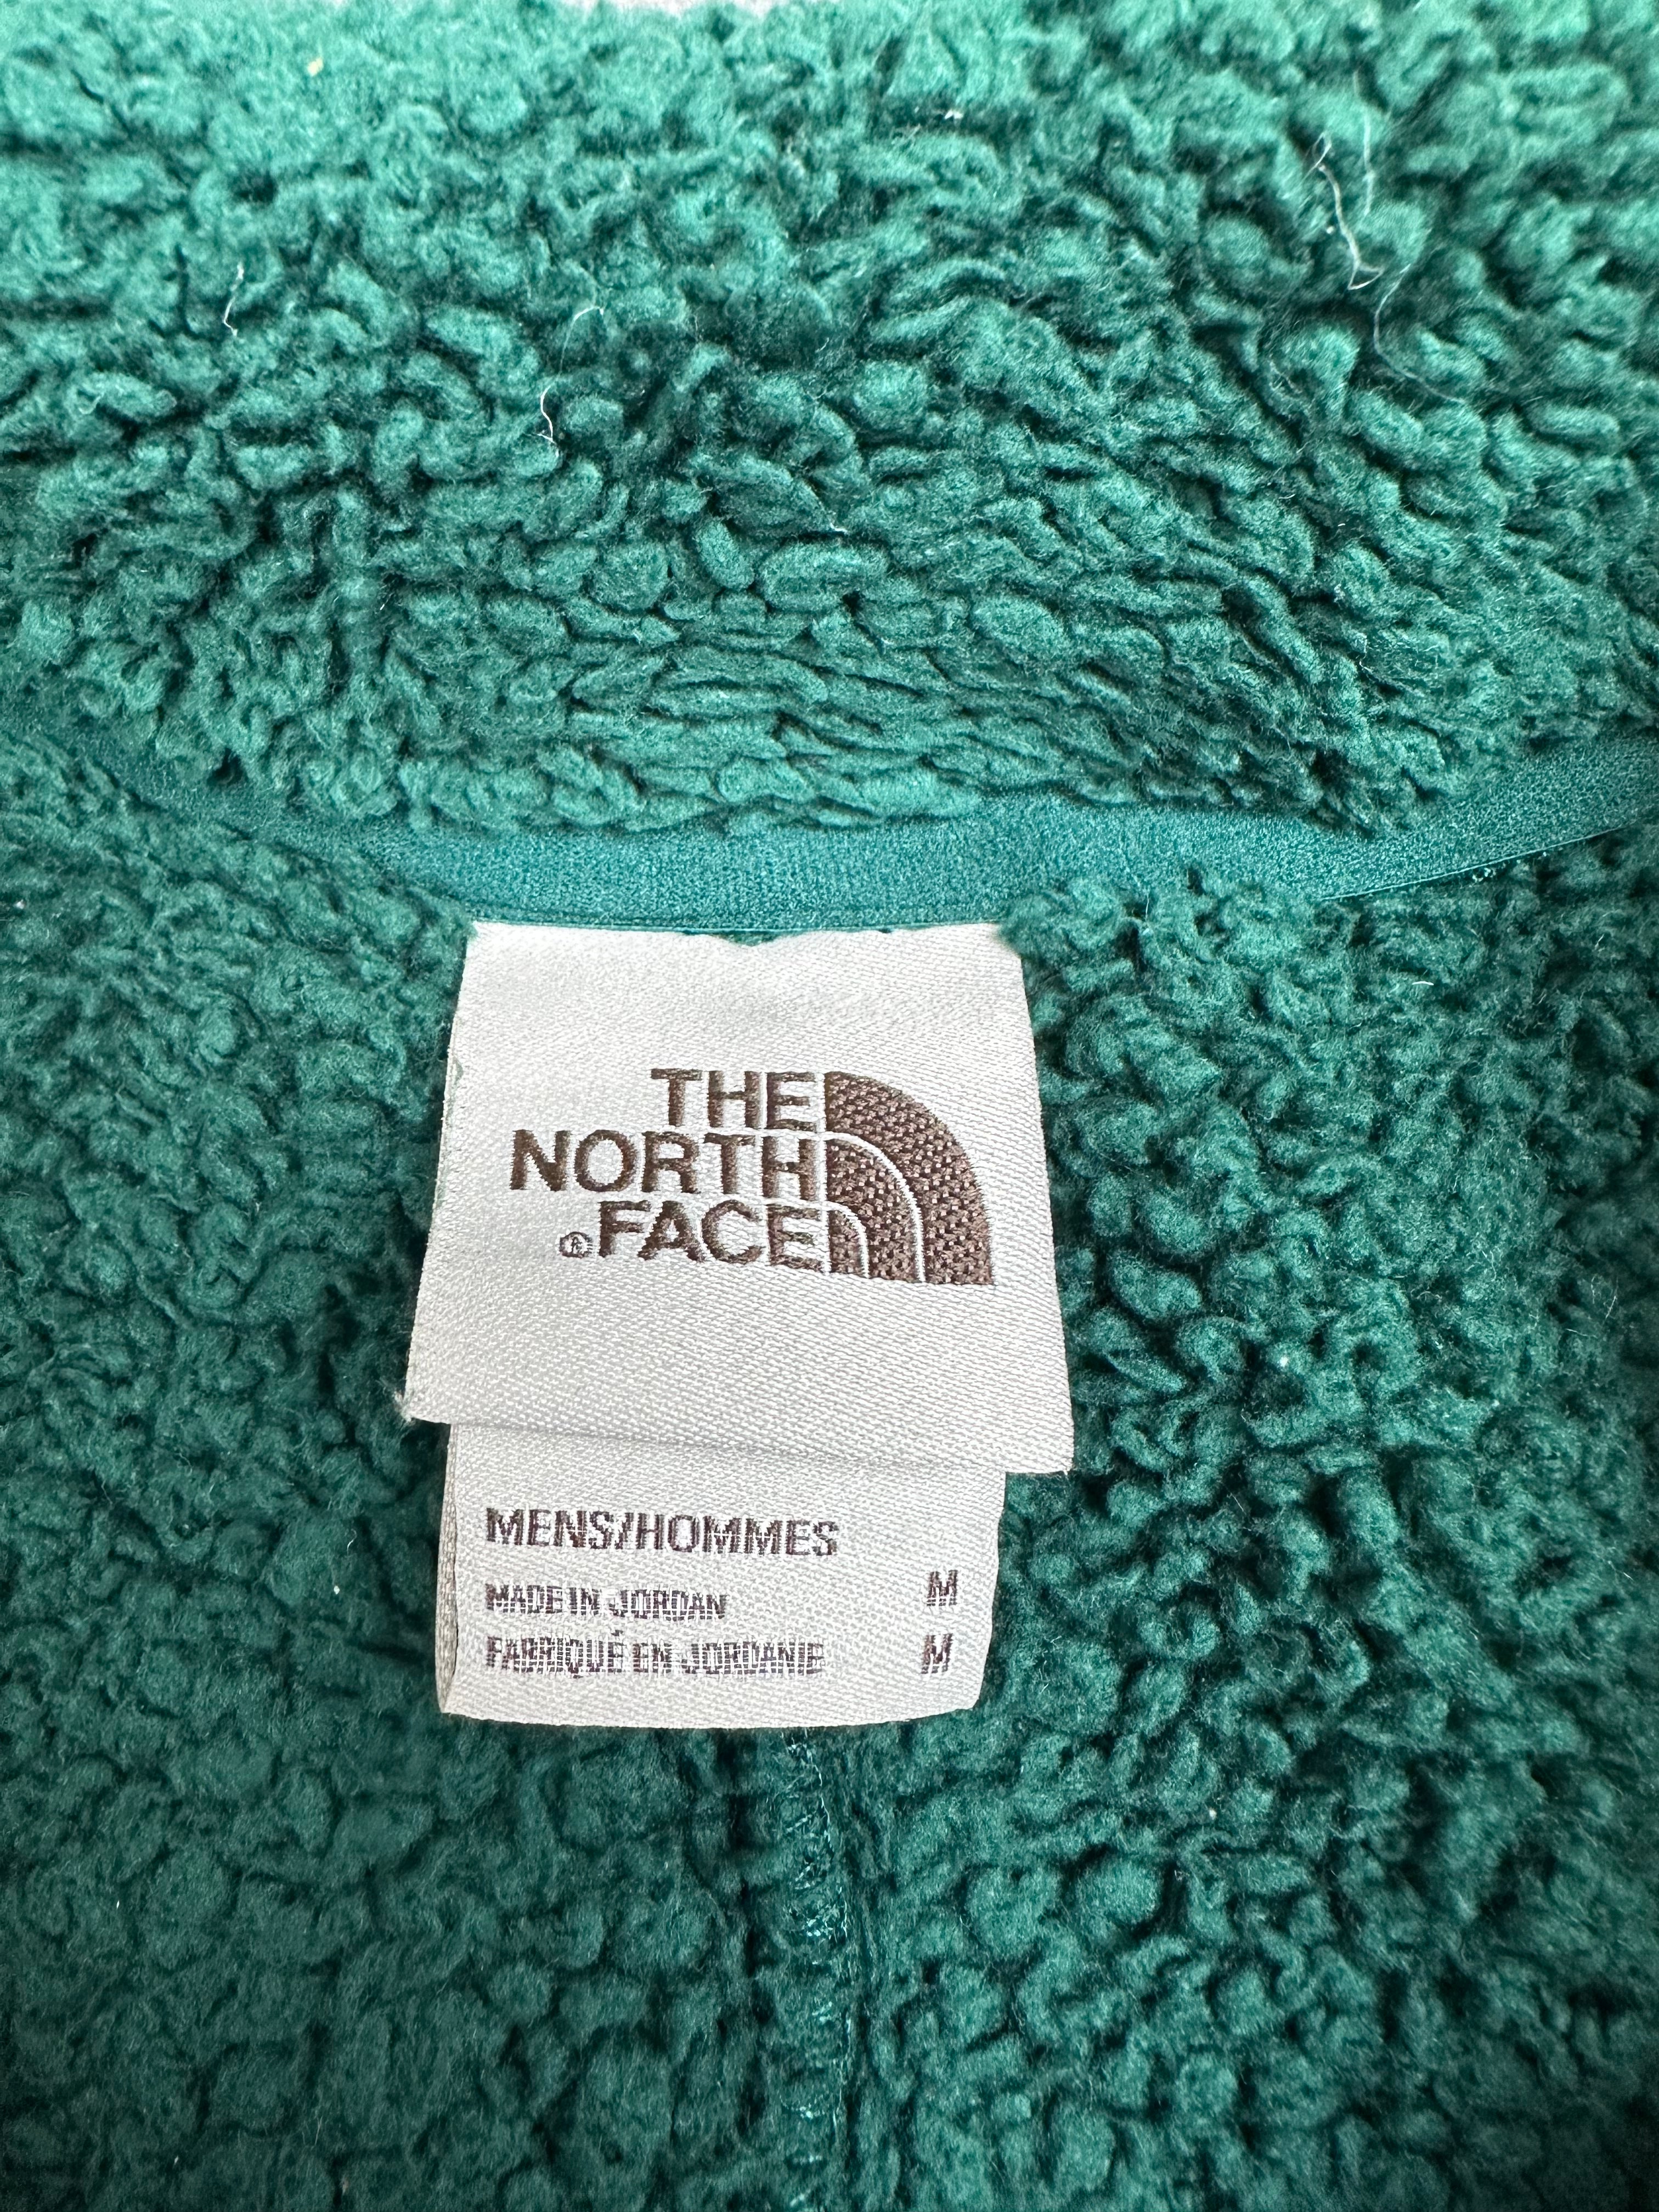 THE
NORTH
®FACE
MENS/HOMMES
MADE IN JORDAN M
FABRIQUÉ EN JORDANIE M